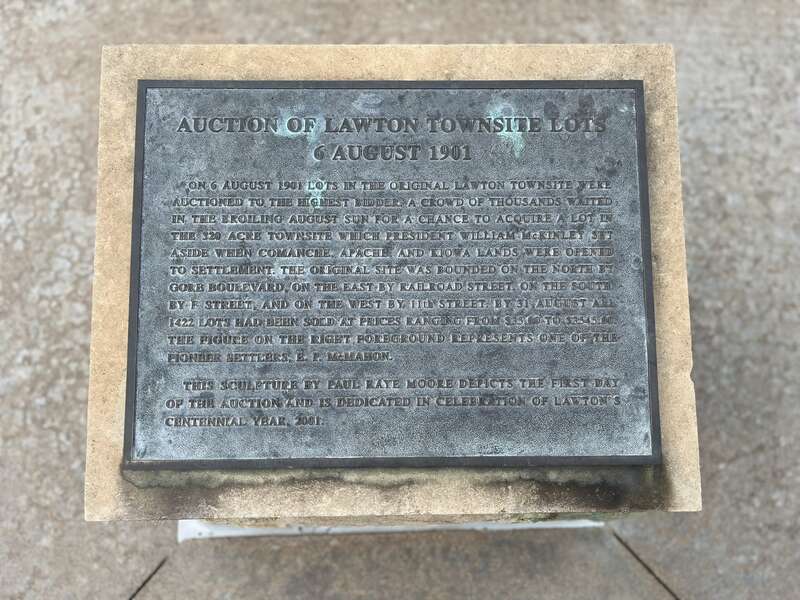 AUCTION OF LAWTON TOWNSITE LOTS
6 AUGUST 1901
ON 6 AUGUST 1901 LOTS IN THE ORIGINAL LAWTON TOWNSITE WERE
AUCTIONED TO THE HIGHEST BIDDER. A CROWD OF THOUSANDS WAITED
IN THE BROILING AUGUST SUN FOR A CHANCE TO ACQUIRE A LOT IN
THE 320 ACRE TOWNSITE WHICH PRESIDENT WILLIAM McKINLEY SET
ASIDE WHEN COMANCHE, APACHE, AND KIOWA LANDS WERE OPENED
TO SETTLEMENT. THE ORIGINAL SITE WAS BOUNDED ON THE NORTH BY
GORE BOULEVARD, ON THE EAST BY RAILROAD STREET, ON THE SOUTH
BY F STREET, AND ON THE WEST BY 11th STREET. BY 31 AUGUST ALL
1422 LOTS HAD BEEN SOLD AT PRICES RANGING FROM TO
THE FIGURE ON THE RIGHT FOREGROUND REPRESENTS ONE OF THE
PIONEER SETTLERS, E. P. McMAHON.
THIS SCULPTURE BY PAUL RAYE MOORE DEPICTS THE FIRST DAY
OF THE AUCTION AND IS DEDICATED IN CELEBRATION OF LAWTON'S
CENTENNIAL YEAR, 2001.